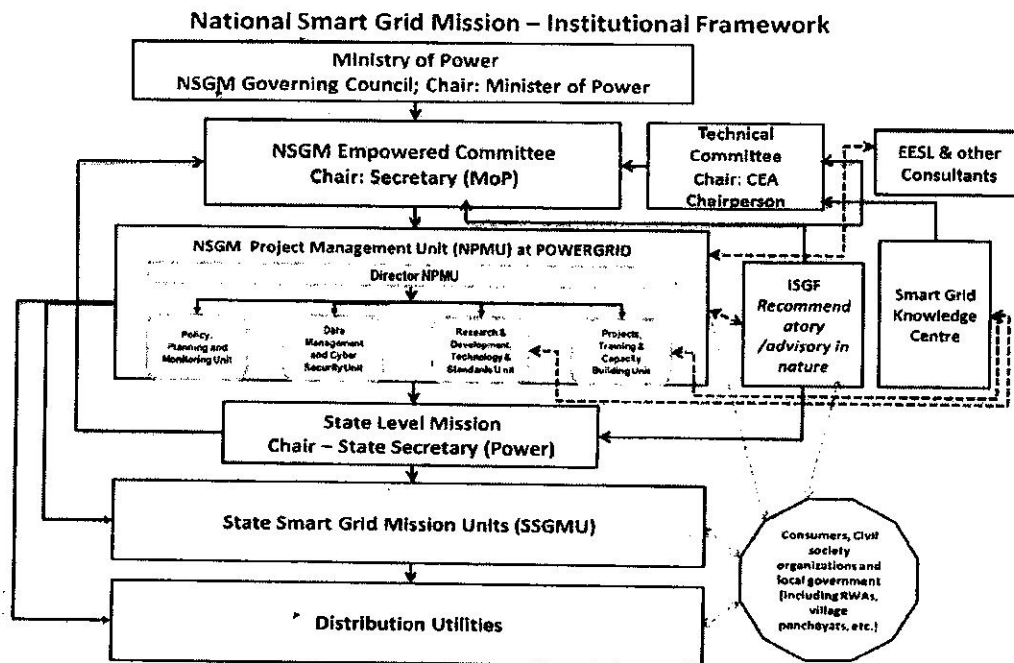 National Smart Grid Mission – Institutional Framework
Ministry of Power
NSGM Governing Council; Chair: Minister of Power
NSGM Empowered Committee
Chair: Secretary (MoP)
Technical
Committee
Chair: CEA
Chairperson
EESL & other
Consultants
NSGM Project Management Unit (NPMU) at POWERGRID
Director NPMU
Policy,
Planning and
Monitoring Unit
Data
Management
and Cyber
Security Unit
Research &
Development,
Technology &
Standards Unit
Projects,
Training &
Capacity
Building Unit
ISGF
Recommend
atory
/advisory in
nature
Smart Grid
Knowledge
Centre
State Level Mission
Chair – State Secretary (Power)
State Smart Grid Mission Units (SSGMU)
Consumers, Civil
society
organizations and
local government
(including RWAs,
village
panchayats, etc.)
Distribution Utilities